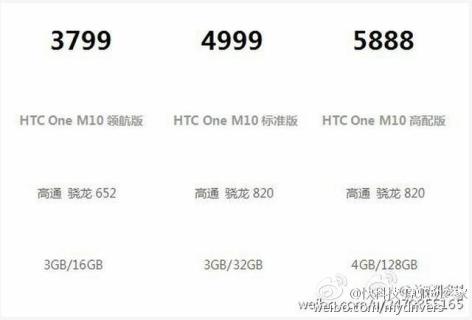 3799 4999 5888
HTC One M10 领航版 HTC One M10 标准版 HTC One M10 高配版
高通 骁龙 652 高通 骁龙 820 高通 骁龙 820
3GB/16GB 3GB/32GB 4GB/128GB
weibo.com/mydrivers